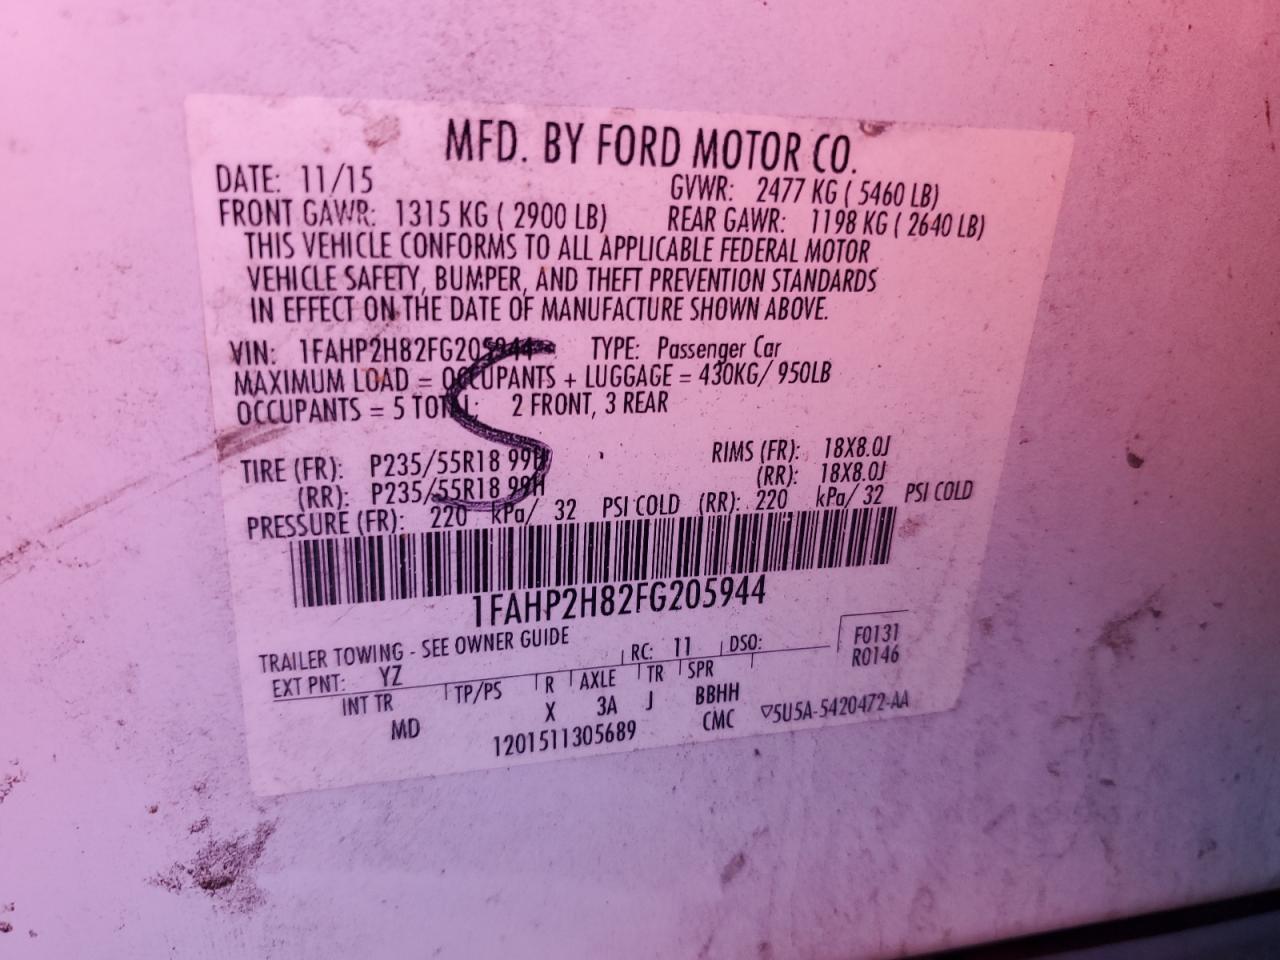 MFD. BY FORD MOTOR CO.
DATE: 11/15 GVWR: 2477 KG ( 5460 LB)
FRONT GAWR: 1315 KG ( 2900 LB) REAR GAWR: 1198 KG ( 2640 LB)
THIS VEHICLE CONFORMS TO ALL APPLICABLE FEDERAL MOTOR
VEHICLE SAFETY, BUMPER, AND THEFT PREVENTION STANDARDS
IN EFFECT ON THE DATE OF MANUFACTURE SHOWN ABOVE.
VIN: 1FAHP2H82FG205944 TYPE: Passenger Car
MAXIMUM LOAD = OCCUPANTS + LUGGAGE = 430KG/ 950LB
OCCUPANTS = 5 TOTAL: 2 FRONT, 3 REAR
TIRE (FR): P235/55R18 99H RIMS (FR): 18X8.0J
(RR): P235/55R18 99H (RR): 18X8.0J
PRESSURE (FR): 220 kPa/ 32 PSI COLD (RR): 220 kPa/ 32 PSI COLD
1FAHP2H82FG205944
TRAILER TOWING - SEE OWNER GUIDE
EXT PNT: YZ RC: 11 DSO: F0131
R0146
INT TR TP/PS R AXLE TR SPR
MD X 3A J BBHH
1201511305689 CMC ▽5U5A-5420472-AA
5